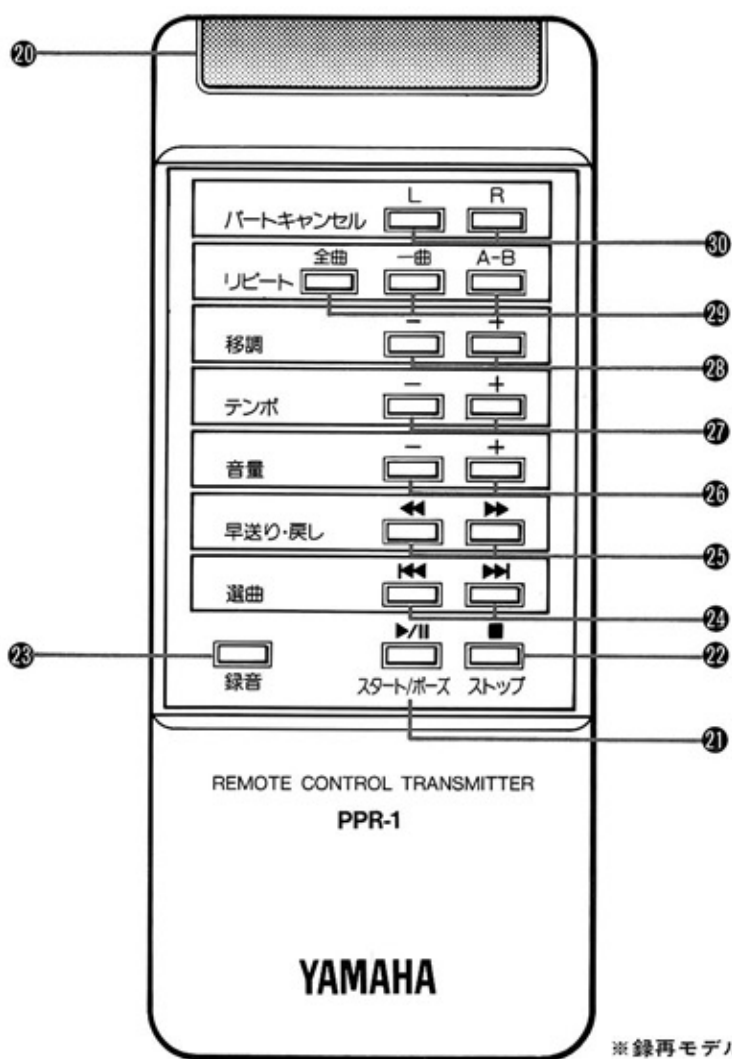 ⑳
L R
パートキャンセル
㉚
全曲 一曲 A-B
リピート
㉙
− +
移調
㉘
− +
テンポ
㉗
− +
音量
㉖
◀◀ ▶▶
早送り・戻し
㉕
|◀◀ ▶▶|
選曲
㉔
▶/II ■
㉓ ㉒
録音 スタート/ポーズ ストップ
㉑
REMOTE CONTROL TRANSMITTER
PPR-1
YAMAHA
※録再モデル